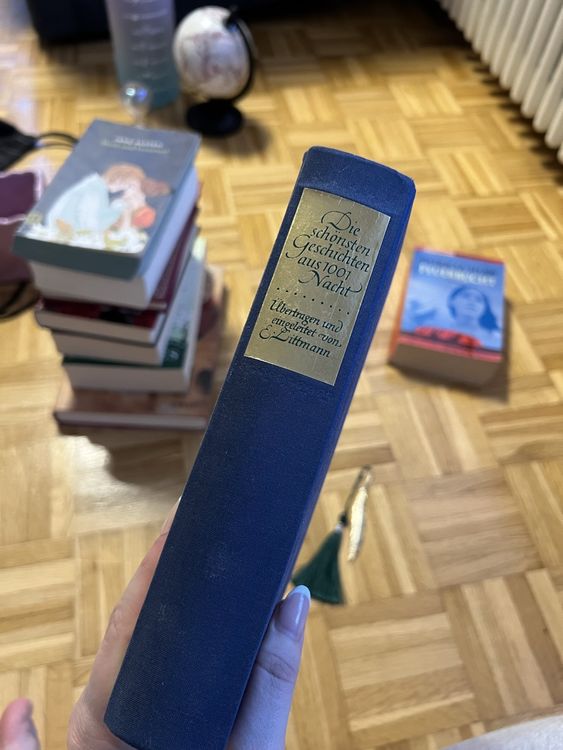 Die
schönsten
Geschichten
aus 1001
Nacht
Übertragen und
eingeleitet von
E. Littmann